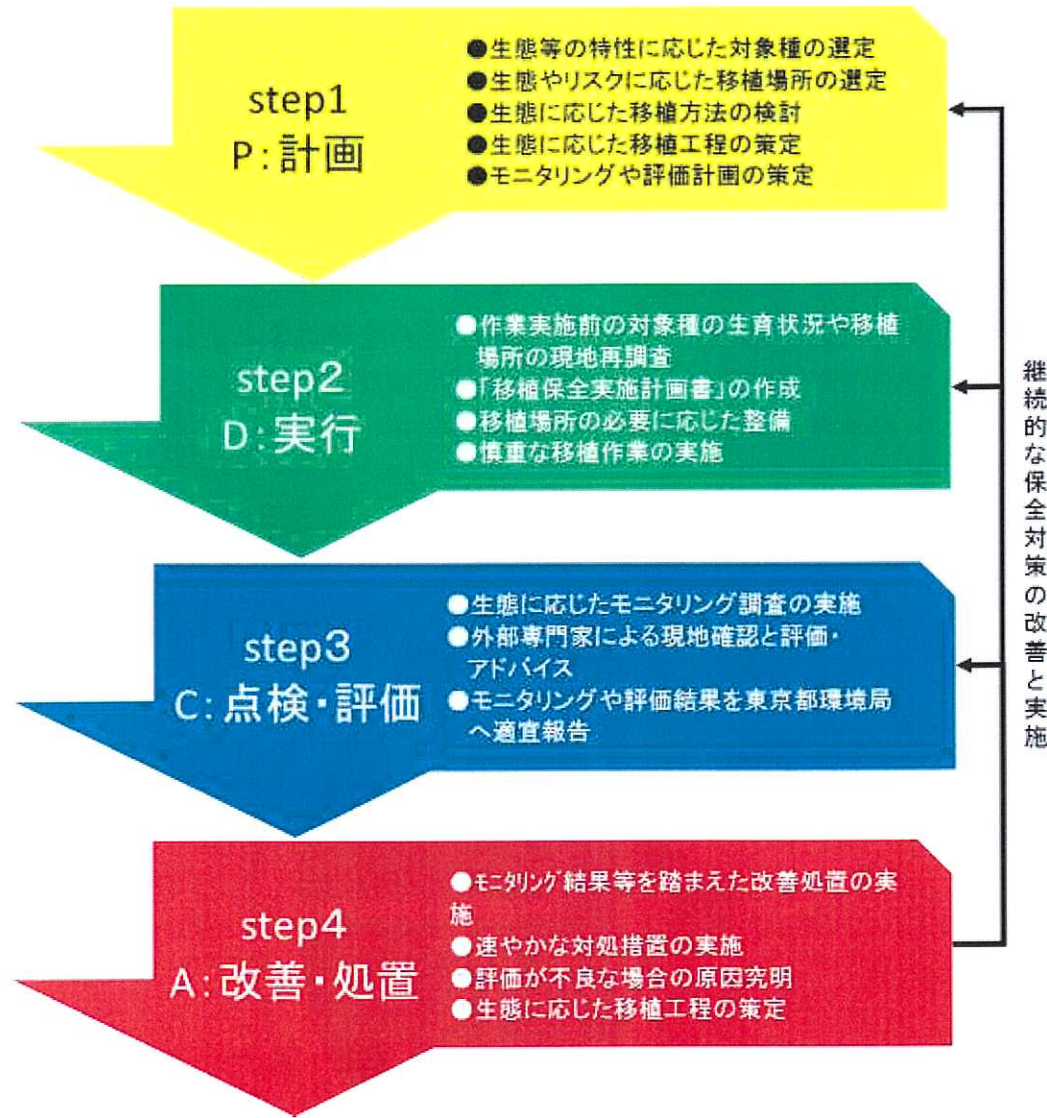 step1
P:計画
●生態等の特性に応じた対象種の選定
●生態やリスクに応じた移植場所の選定
●生態に応じた移植方法の検討
●生態に応じた移植工程の策定
●モニタリングや評価計画の策定
step2
D:実行
●作業実施前の対象種の生育状況や移植
場所の現地再調査
●「移植保全実施計画書」の作成
●移植場所の必要に応じた整備
●慎重な移植作業の実施
step3
C:点検・評価
●生態に応じたモニタリング調査の実施
●外部専門家による現地確認と評価・
アドバイス
●モニタリングや評価結果を東京都環境局
へ適宜報告
step4
A:改善・処置
●モニタリング結果等を踏まえた改善処置の実
施
●速やかな対処措置の実施
●評価が不良な場合の原因究明
●生態に応じた移植工程の策定
継続的な保全対策の改善と実施